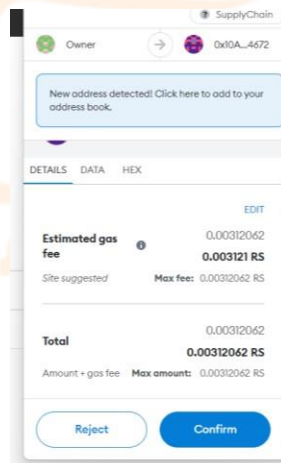 SupplyChain
Owner 0x10A...4672
New address detected! Click here to add to your
address book.
DETAILS DATA HEX
EDIT
Estimated gas fee 0.00312062
0.003121 RS
Site suggested Max fee: 0.00312062 RS
Total 0.00312062
0.00312062 RS
Amount + gas fee Max amount: 0.00312062 RS
Reject Confirm